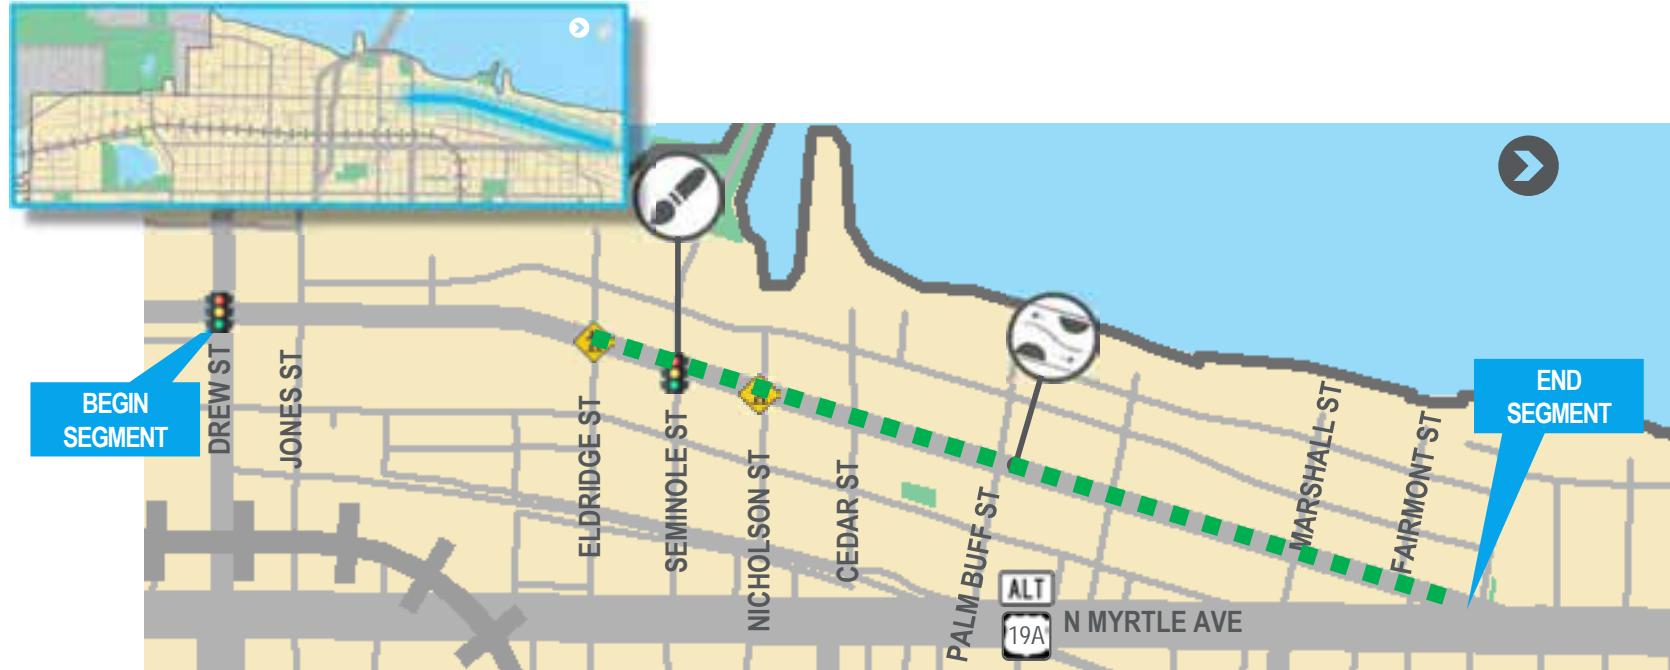 BEGIN
SEGMENT
DREW ST
JONES ST
ELDRIDGE ST
SEMINOLE ST
NICHOLSON ST
CEDAR ST
PALM BUFF ST
MARSHALL ST
FAIRMONT ST
END
SEGMENT
ALT
19A
N MYRTLE AVE